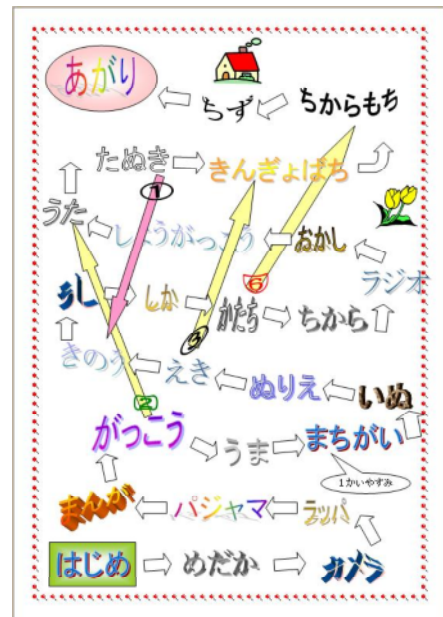 あがり
ちず
ちからもち
たぬき
きんぎょばち
1
うた
しょうがっこう
おかし
ラジオ
6
うし
しか
かたち
ちから
3
きのう
えき
ぬりえ
いぬ
2
がっこう
うま
まちがい
1かいやすみ
まんが
パジャマ
ラッパ
はじめ
めだか
カメラ